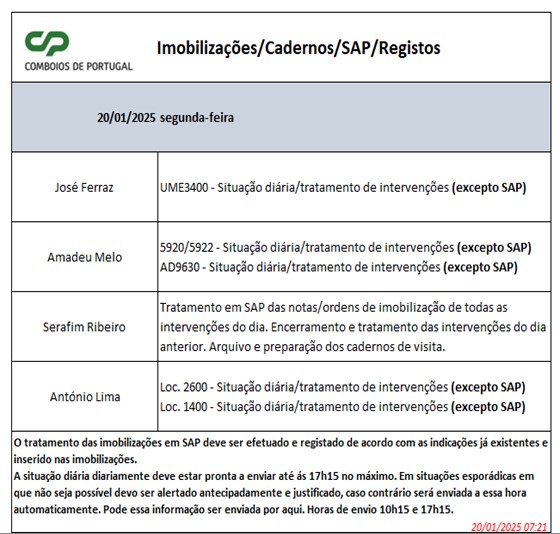 CP
COMBOIOS DE PORTUGAL
Imobilizações/Cadernos/SAP/Registos
20/01/2025 segunda-feira
José Ferraz
UME3400 - Situação diária/tratamento de intervenções (excepto SAP)
Amadeu Melo
5920/5922 - Situação diária/tratamento de intervenções (excepto SAP)
AD9630 - Situação diária/tratamento de intervenções (excepto SAP)
Serafim Ribeiro
Tratamento em SAP das notas/ordens de imobilização de todas as
intervenções do dia. Encerramento e tratamento das intervenções do dia
anterior. Arquivo e preparação dos cadernos de visita.
António Lima
Loc. 2600 - Situação diária/tratamento de intervenções (excepto SAP)
Loc. 1400 - Situação diária/tratamento de intervenções (excepto SAP)
O tratamento das imobilizações em SAP deve ser efetuado e registado de acordo com as indicações já existentes e
inserido nas imobilizações.
A situação diária diariamente deve estar pronta a enviar até ás 17h15 no máximo. Em situações esporádicas em
que não seja possível devo ser alertado antecipadamente e justificado, caso contrário será enviada a essa hora
automaticamente. Pode essa informação ser enviada por aqui. Horas de envio 10h15 e 17h15.
20/01/2025 07:21